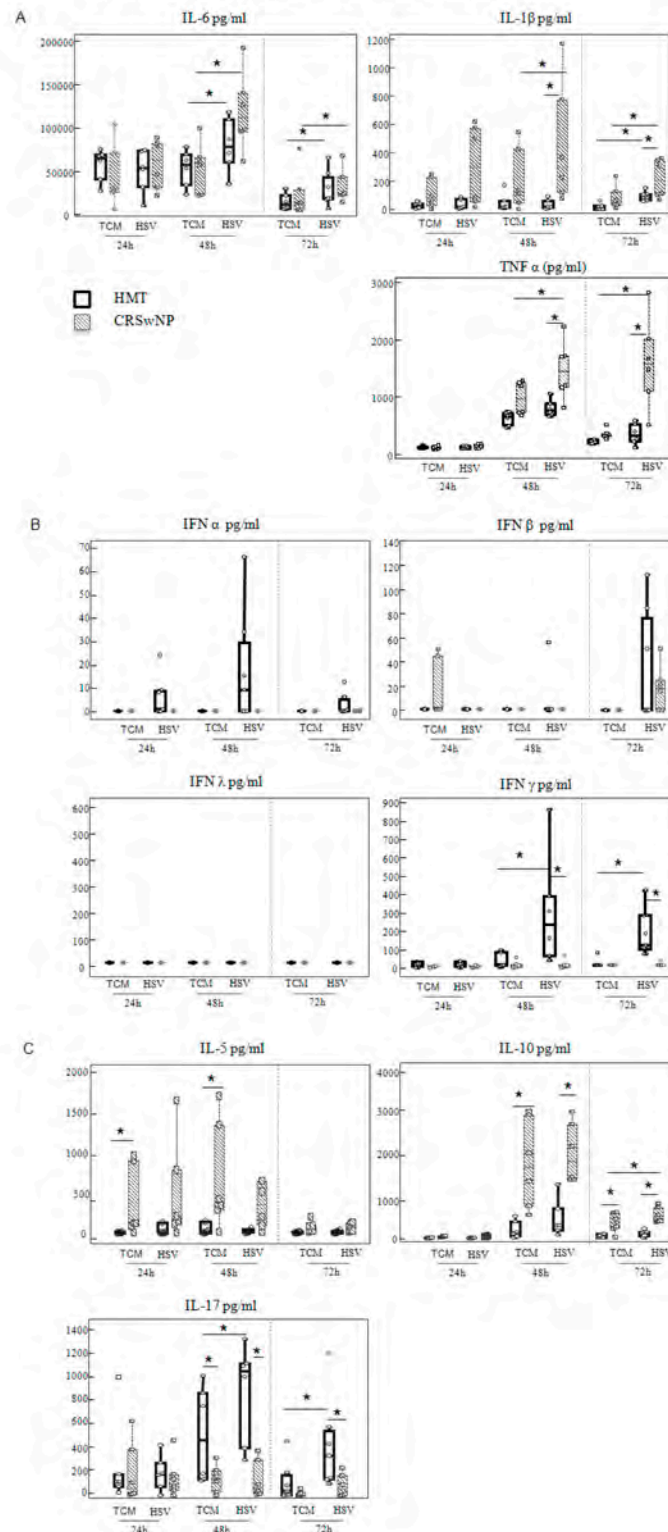 A
IL-6 pg/ml
200000
150000
100000
50000
0
TCM HSV TCM HSV TCM HSV
24h 48h 72h
IL-1β pg/ml
1200
1000
800
600
400
200
0
TCM HSV TCM HSV TCM HSV
24h 48h 72h
HMT
CRSwNP
TNF α (pg/ml)
3000
2000
1000
0
TCM HSV TCM HSV TCM HSV
24h 48h 72h
B
IFN α pg/ml
70
60
50
40
30
20
10
0
TCM HSV TCM HSV TCM HSV
24h 48h 72h
IFN β pg/ml
140
120
100
80
60
40
20
0
TCM HSV TCM HSV TCM HSV
24h 48h 72h
IFN λ pg/ml
600
500
400
300
200
100
0
TCM HSV TCM HSV TCM HSV
24h 48h 72h
IFN γ pg/ml
900
800
700
600
500
400
300
200
100
0
TCM HSV TCM HSV TCM HSV
24h 48h 72h
C
IL-5 pg/ml
2000
1500
1000
500
0
TCM HSV TCM HSV TCM HSV
24h 48h 72h
IL-10 pg/ml
4000
3000
2000
1000
0
TCM HSV TCM HSV TCM HSV
24h 48h 72h
IL-17 pg/ml
1400
1200
1000
800
600
400
200
0
TCM HSV TCM HSV TCM HSV
24h 48h 72h